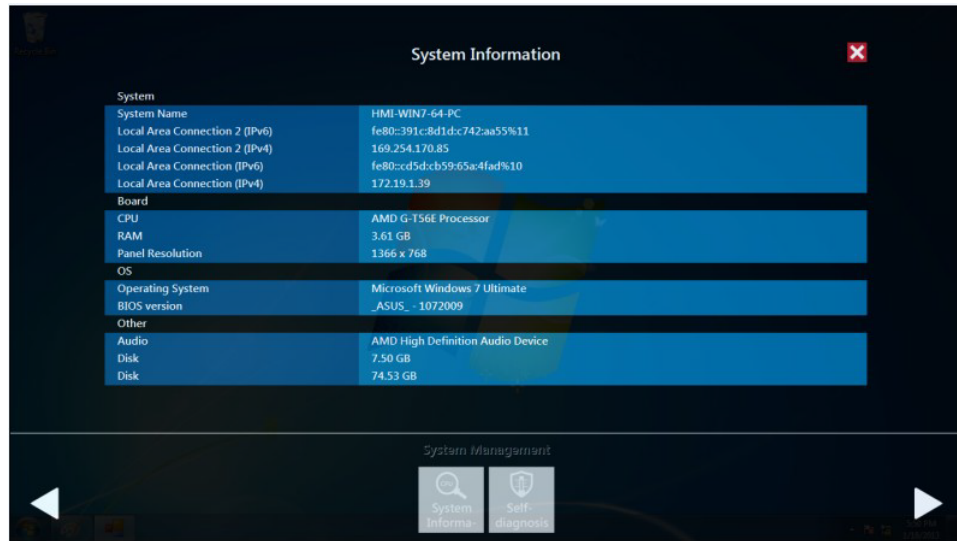 Recycle Bin
System Information
System
System Name HMI-WIN7-64-PC
Local Area Connection 2 (IPv6) fe80::391c:8d1d:c742:aa55%11
Local Area Connection 2 (IPv4) 169.254.170.85
Local Area Connection (IPv6) fe80::cd5d:cb59:65a:4fad%10
Local Area Connection (IPv4) 172.19.1.39
Board
CPU AMD G-T56E Processor
RAM 3.61 GB
Panel Resolution 1366 x 768
OS
Operating System Microsoft Windows 7 Ultimate
BIOS version _ASUS_ - 1072009
Other
Audio AMD High Definition Audio Device
Disk 7.50 GB
Disk 74.53 GB
System Management
System Self-
Informa- diagnosis